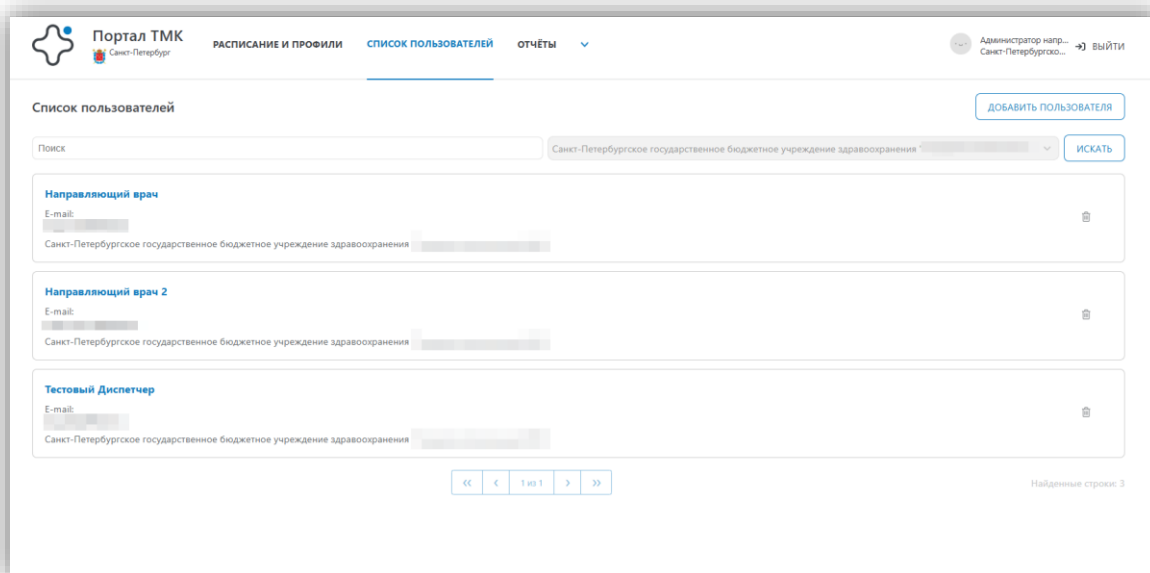 Портал ТМК
Санкт-Петербург
РАСПИСАНИЕ И ПРОФИЛИ
СПИСОК ПОЛЬЗОВАТЕЛЕЙ
ОТЧЁТЫ
Администратор напр...
Санкт-Петербургско...
ВЫЙТИ
Список пользователей
ДОБАВИТЬ ПОЛЬЗОВАТЕЛЯ
Поиск
Санкт-Петербургское государственное бюджетное учреждение здравоохранения "
ИСКАТЬ
Направляющий врач
E-mail:
Санкт-Петербургское государственное бюджетное учреждение здравоохранения
Направляющий врач 2
E-mail:
Санкт-Петербургское государственное бюджетное учреждение здравоохранения
Тестовый Диспетчер
E-mail:
Санкт-Петербургское государственное бюджетное учреждение здравоохранения
1 из 1
Найденные строки: 3